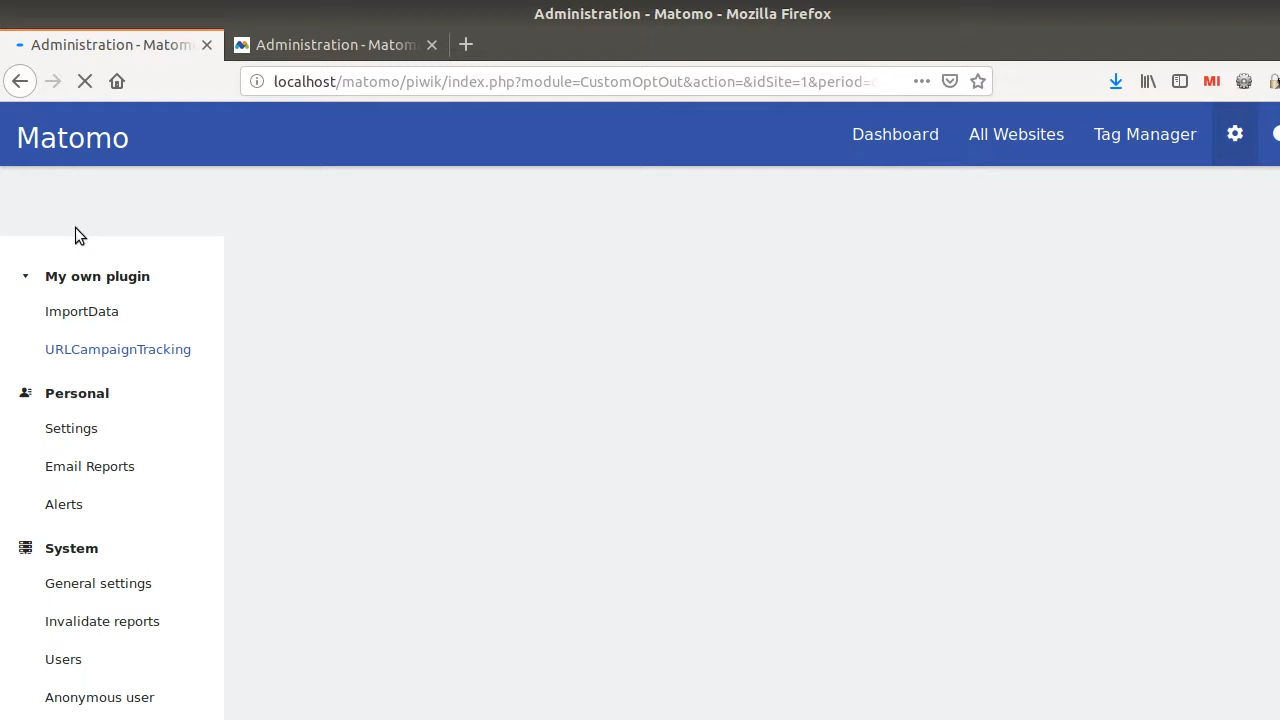 Administration - Matomo - Mozilla Firefox
Administration - Matom
Administration - Matom
localhost/matomo/piwik/index.php?module=CustomOptOut&action=&idSite=1&period=
MI
Matomo
Dashboard
All Websites
Tag Manager
My own plugin
ImportData
URLCampaignTracking
Personal
Settings
Email Reports
Alerts
System
General settings
Invalidate reports
Users
Anonymous user